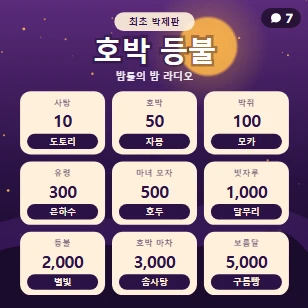 최초 박제판
7
호박 등불
밤들의 밤 라디오
사탕 호박 박쥐
10 50 100
도토리 자몽 모카
유령 마녀 모자 빗자루
300 500 1,000
은하수 호두 달무리
등불 호박 마차 보름달
2,000 3,000 5,000
별빛 솜사탕 구름빵